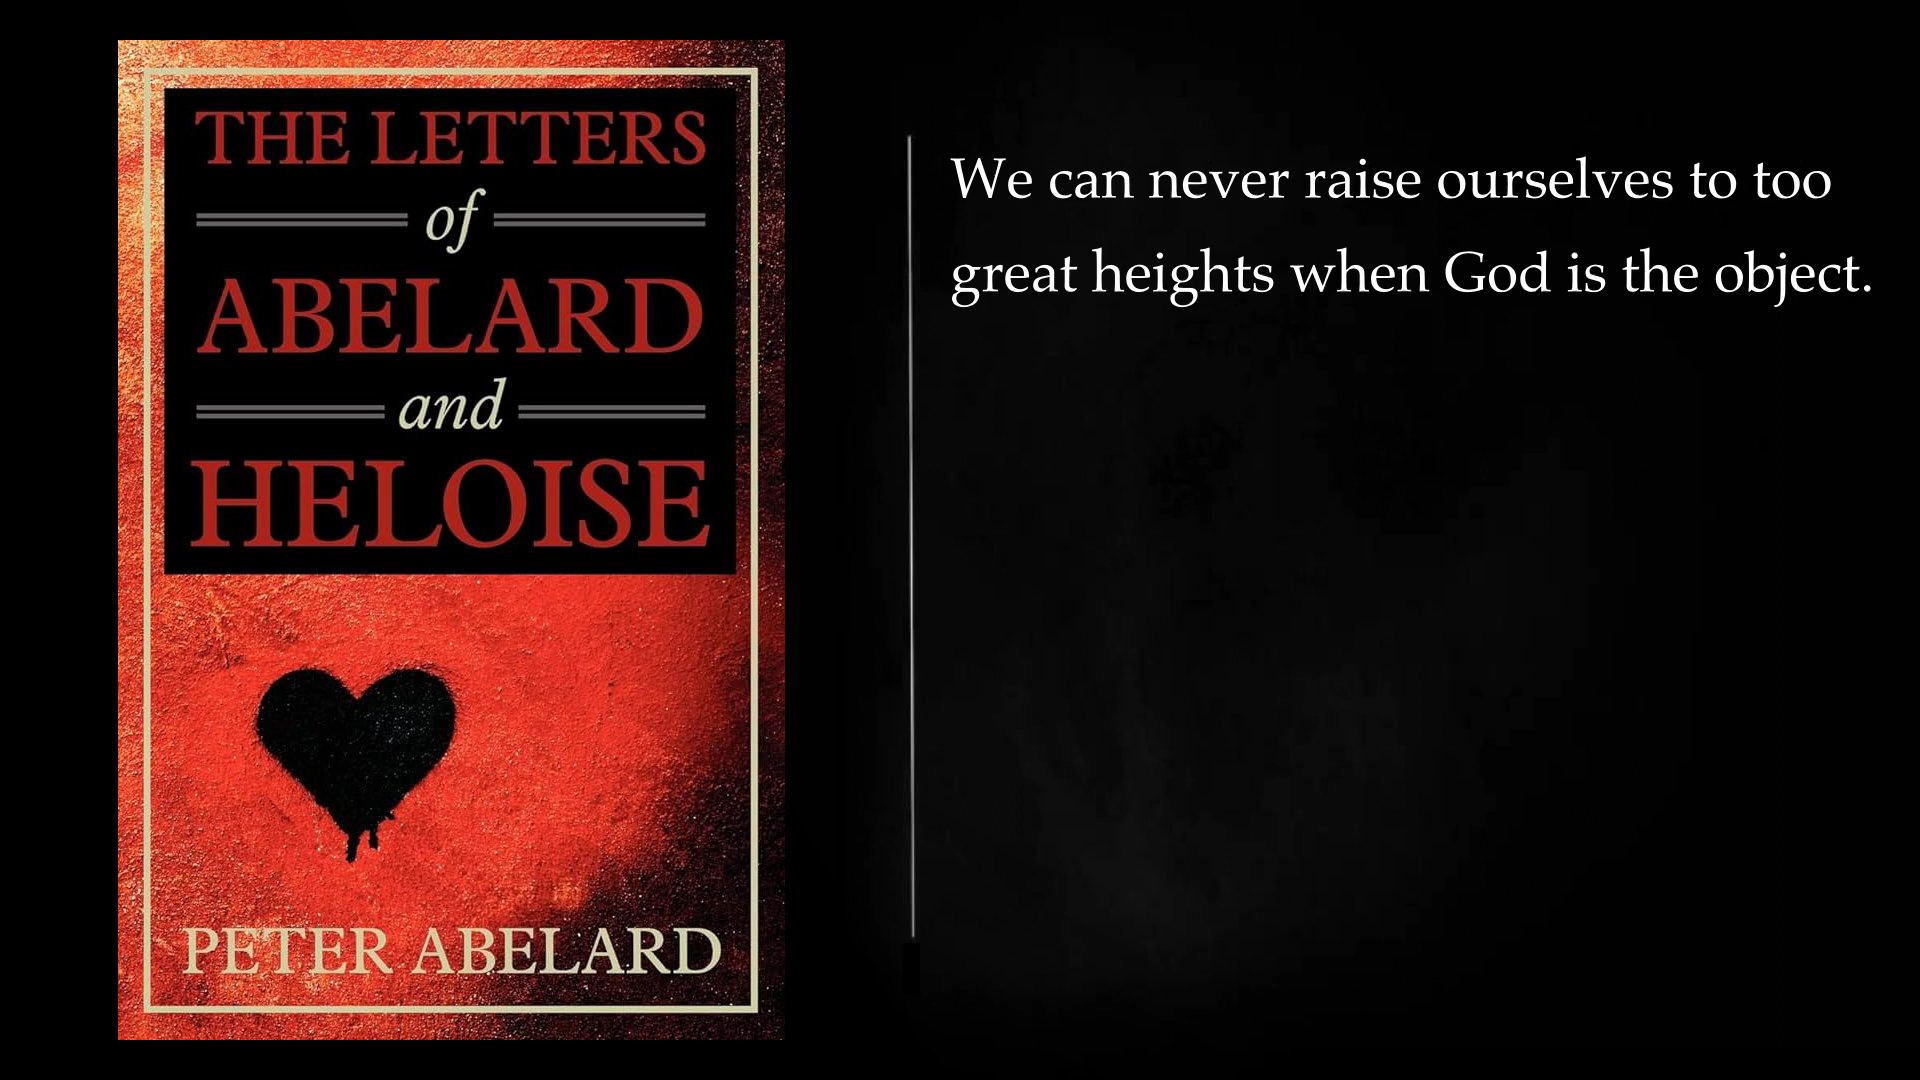 THE LETTERS
of
ABELARD
and
HELOISE
PETER ABELARD
We can never raise ourselves to too
great heights when God is the object.